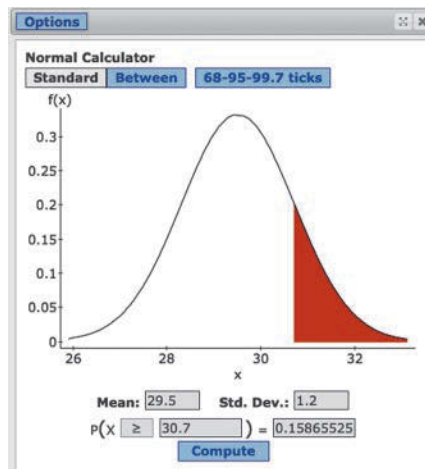 Options
Normal Calculator
Standard Between 68-95-99.7 ticks
f(x)
0.3
0.25
0.2
0.15
0.1
0.05
0
26 28 30 32
x
Mean: 29.5 Std. Dev.: 1.2
P(X ≥ 30.7 ) = 0.15865525
Compute